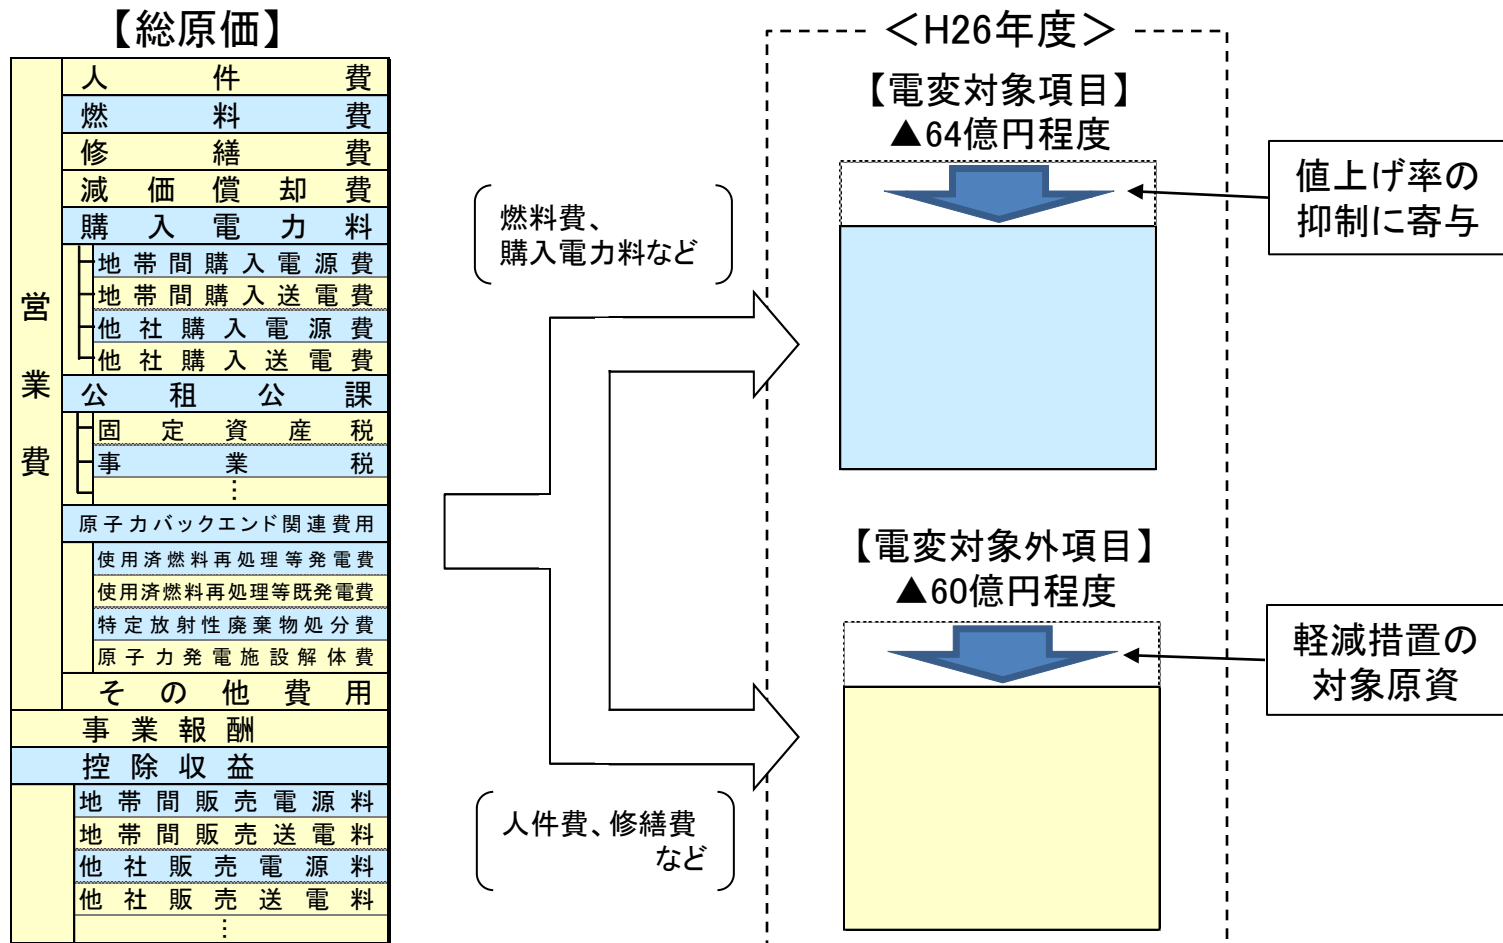 【総原価】
営業費
人件費
燃料費
修繕費
減価償却費
購入電力料
地帯間購入電源費
地帯間購入送電費
他社購入電源費
他社購入送電費
公租公課
固定資産税
事業税
⋮
原子力バックエンド関連費用
使用済燃料再処理等発電費
使用済燃料再処理等既発電費
特定放射性廃棄物処分費
原子力発電施設解体費
その他費用
事業報酬
控除収益
地帯間販売電源料
地帯間販売送電料
他社販売電源料
他社販売送電料
⋮
燃料費、
購入電力料など
人件費、修繕費
など
＜H26年度＞
【電変対象項目】
▲64億円程度
値上げ率の
抑制に寄与
【電変対象外項目】
▲60億円程度
軽減措置の
対象原資